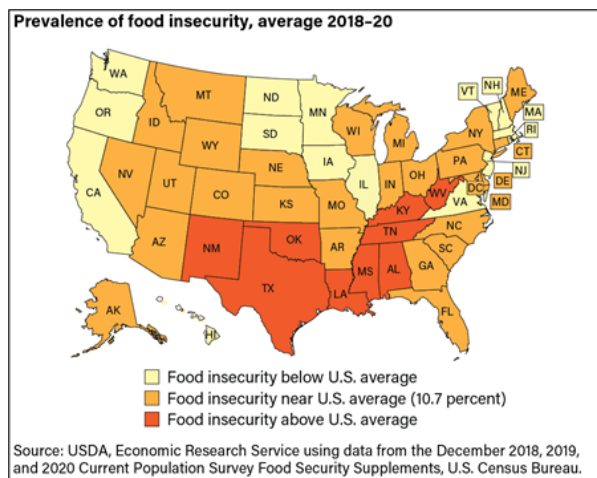 Prevalence of food insecurity, average 2018–20
WA
OR
CA
NV
ID
MT
WY
UT
CO
AZ
NM
ND
SD
NE
KS
OK
TX
MN
IA
MO
AR
LA
WI
IL
MI
IN
OH
KY
TN
MS
AL
GA
FL
SC
NC
VA
WV
PA
NY
ME
VT
NH
MA
RI
CT
NJ
DE
DC
MD
AK
HI
Food insecurity below U.S. average
Food insecurity near U.S. average (10.7 percent)
Food insecurity above U.S. average
Source: USDA, Economic Research Service using data from the December 2018, 2019,
and 2020 Current Population Survey Food Security Supplements, U.S. Census Bureau.